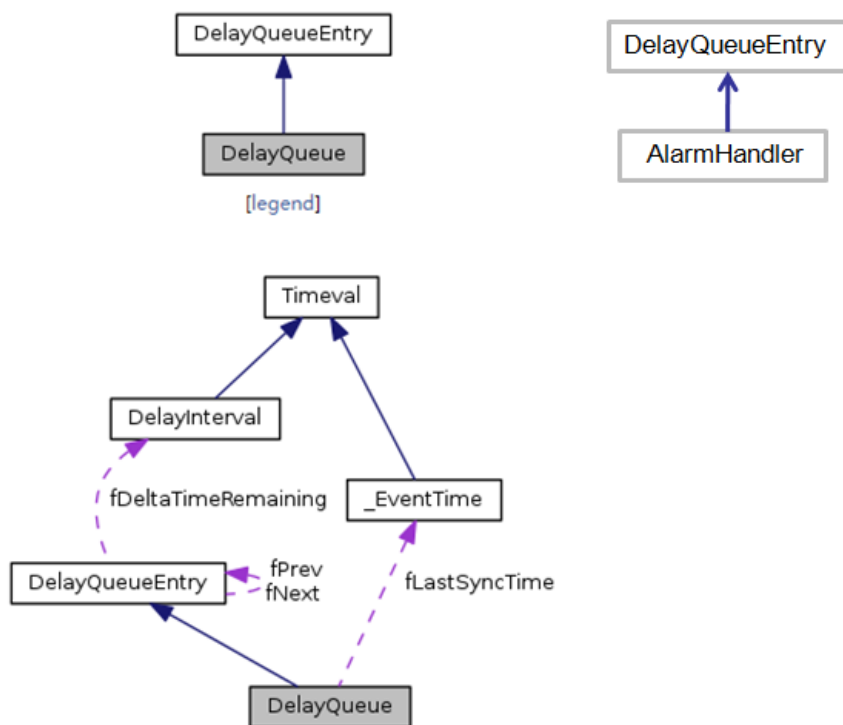 DelayQueueEntry
DelayQueue
[legend]
DelayQueueEntry
AlarmHandler
Timeval
DelayInterval
fDeltaTimeRemaining
_EventTime
DelayQueueEntry
fPrev
fNext
fLastSyncTime
DelayQueue